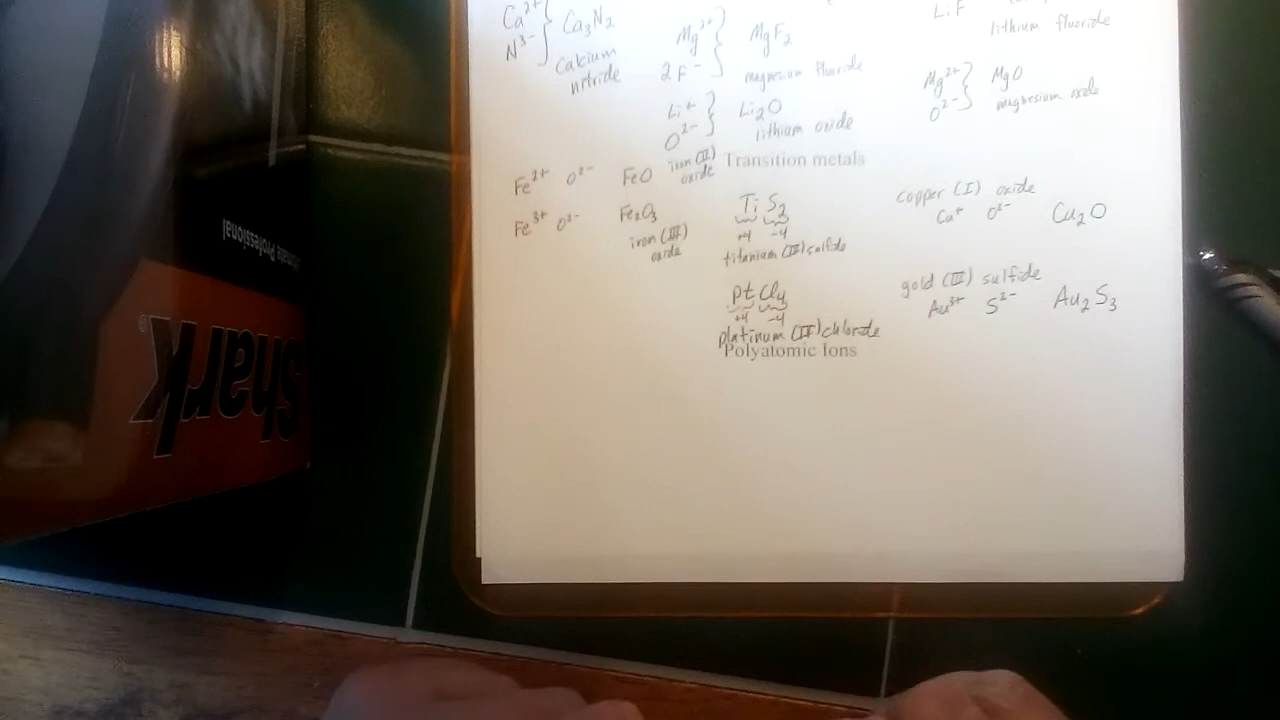 Ca²⁺ } Ca₃N₂
N³⁻
calcium
nitride
Mg²⁺ } MgF₂
2F⁻
magnesium fluoride
Li⁺ } Li₂O
O²⁻
lithium oxide
LiF
lithium fluoride
Mg²⁺ } MgO
O²⁻
magnesium oxide
Transition metals
Fe²⁺ O²⁻ FeO iron (II)
oxide
Fe³⁺ O²⁻ Fe₂O₃
iron (III)
oxide
TiS₂
+4 -4
titanium (IV) sulfide
PtCl₄
+4 -4
platinum (IV) chloride
copper (I) oxide
Cu⁺ O²⁻ Cu₂O
gold (III) sulfide
Au³⁺ S²⁻ Au₂S₃
Polyatomic Ions
Shark®
Professional